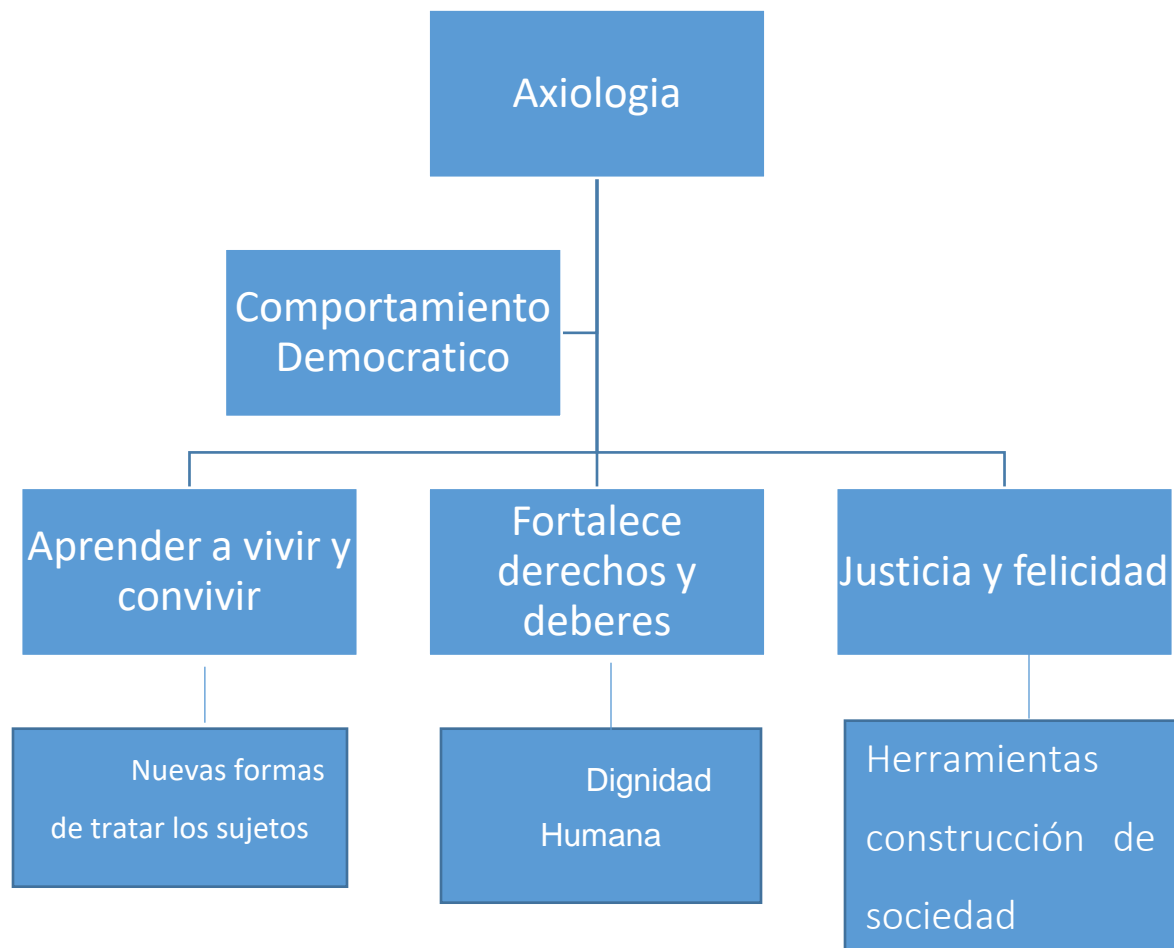 Axiologia
Comportamiento
Democratico
Aprender a vivir y
convivir
Fortalece
derechos y
deberes
Justicia y felicidad
Nuevas formas
de tratar los sujetos
Dignidad
Humana
Herramientas
construcción de
sociedad